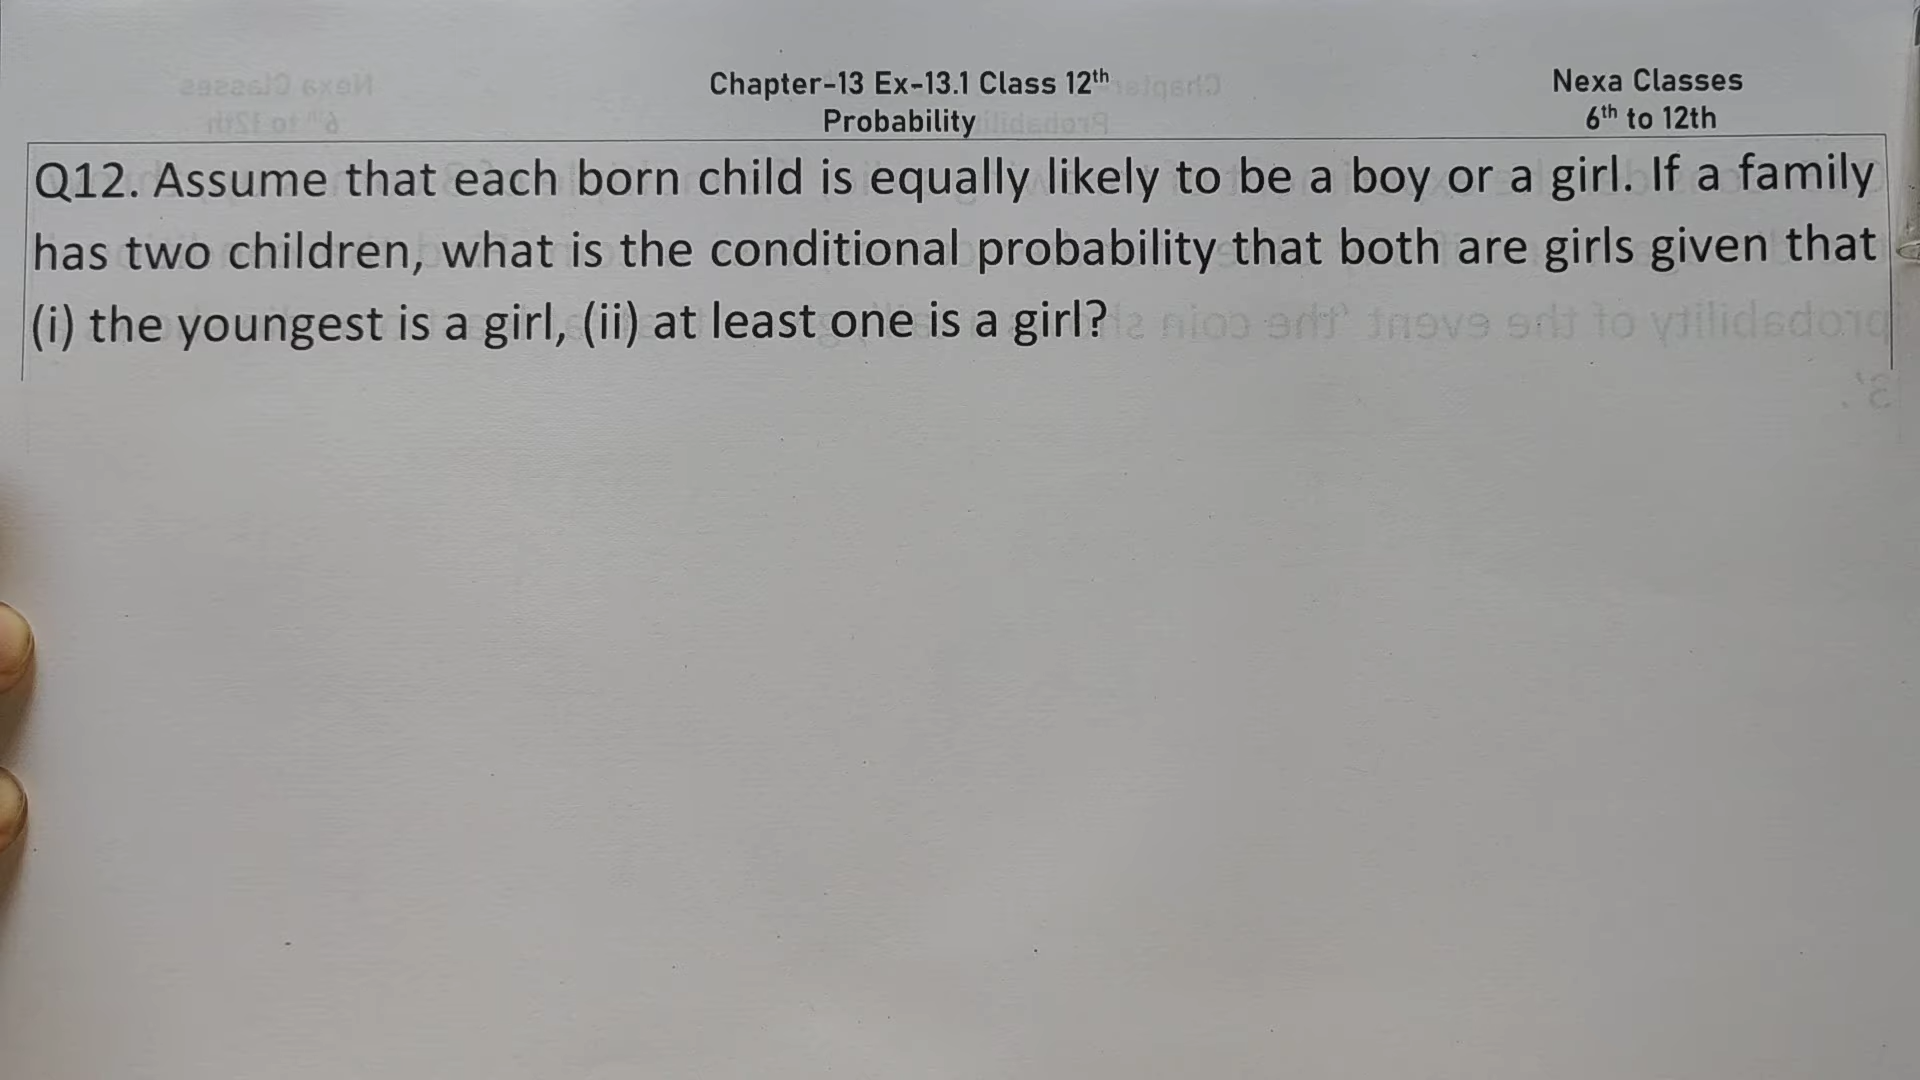 Chapter-13 Ex-13.1 Class 12th
Probability
Nexa Classes
6th to 12th
Q12. Assume that each born child is equally likely to be a boy or a girl. If a family
has two children, what is the conditional probability that both are girls given that
(i) the youngest is a girl, (ii) at least one is a girl?